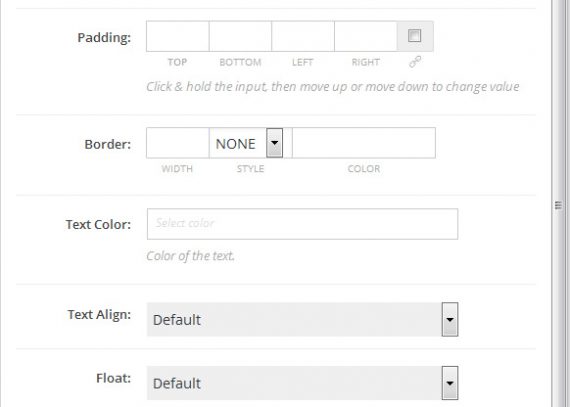 Padding:
TOP BOTTOM LEFT RIGHT
Click & hold the input, then move up or move down to change value
Border: NONE
WIDTH STYLE COLOR
Text Color: Select color
Color of the text.
Text Align: Default
Float: Default